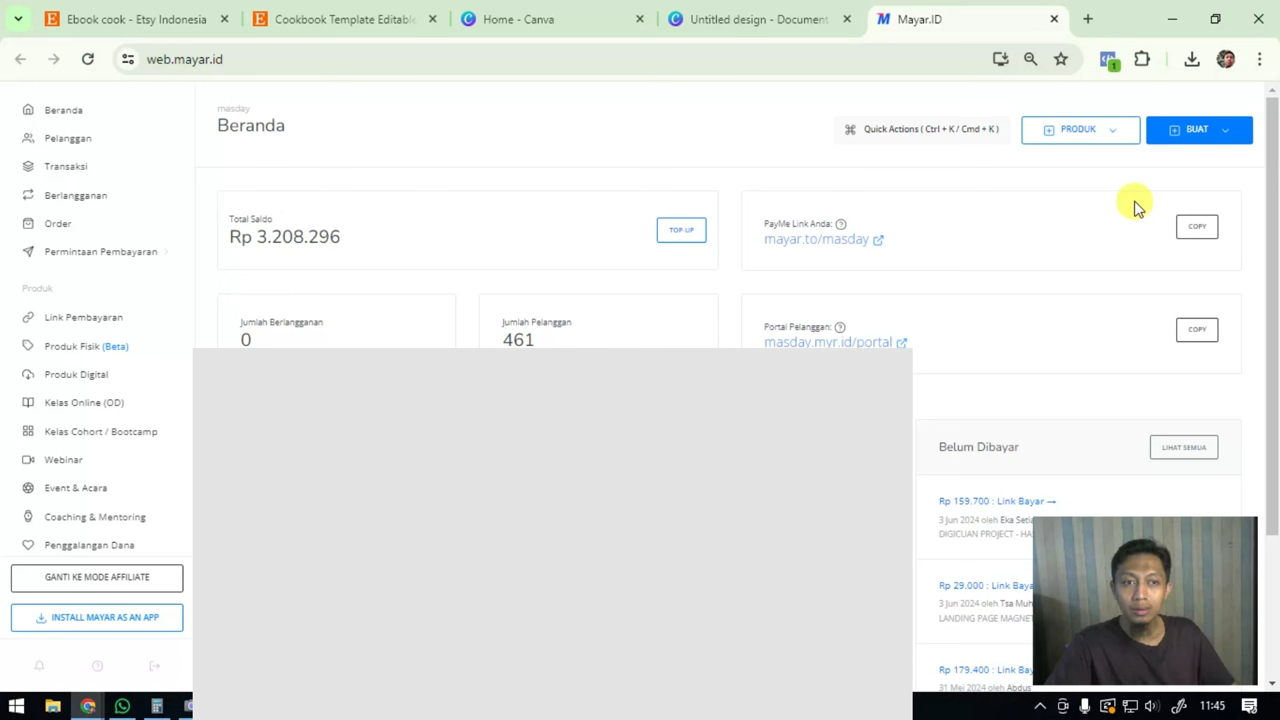 Ebook cook - Etsy Indonesia
Cookbook Template Editable
Home - Canva
Untitled design - Document
Mayar.ID
web.mayar.id
1
masday
Beranda
Quick Actions ( Ctrl + K / Cmd + K )
PRODUK
BUAT
Beranda
Pelanggan
Transaksi
Berlangganan
Order
Permintaan Pembayaran
Produk
Link Pembayaran
Produk Fisik (Beta)
Produk Digital
Kelas Online (OD)
Kelas Cohort / Bootcamp
Webinar
Event & Acara
Coaching & Mentoring
Penggalangan Dana
GANTI KE MODE AFFILIATE
INSTALL MAYAR AS AN APP
Total Saldo
Rp 3.208.296
TOP UP
PayMe Link Anda:
mayar.to/masday
COPY
Jumlah Berlangganan
0
Jumlah Pelanggan
461
Portal Pelanggan:
masday.myr.id/portal
COPY
Belum Dibayar
LIHAT SEMUA
Rp 159.700 : Link Bayar →
3 Jun 2024 oleh Eka
DIGICUAN PROJECT -
Rp 29.000 : Link
3 Jun 2024 oleh Tsa
LANDING PAGE
Rp 179.400 : Link
31 Mei 2024 oleh Abdus
11:45